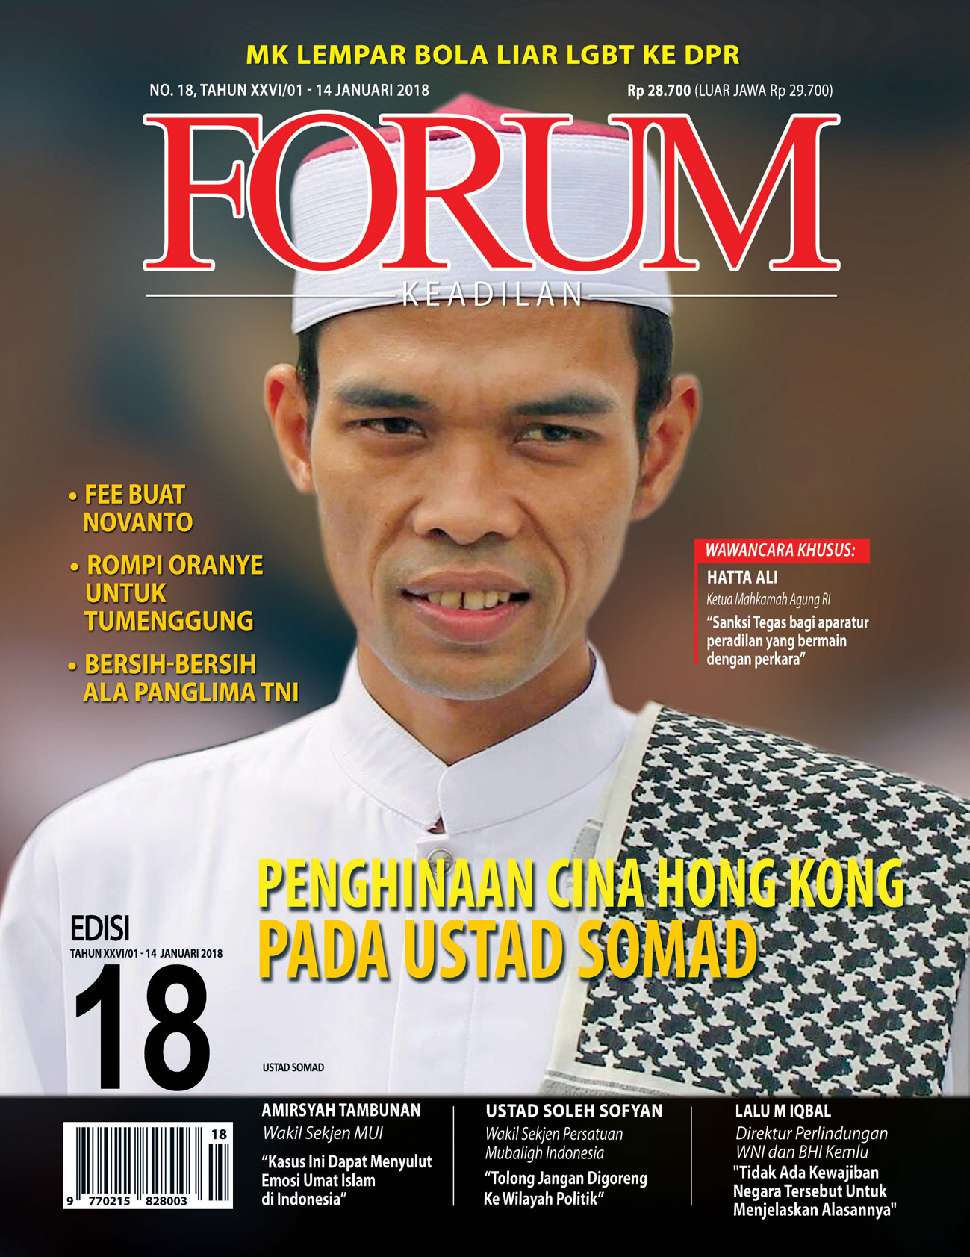 MK LEMPAR BOLA LIAR LGBT KE DPR
NO. 18, TAHUN XXVI/01 - 14 JANUARI 2018
Rp 28.700 (LUAR JAWA Rp 29.700)
FORUM
KEADILAN
• FEE BUAT
NOVANTO
• ROMPI ORANYE
UNTUK
TUMENGGUNG
• BERSIH-BERSIH
ALA PANGLIMA TNI
WAWANCARA KHUSUS:
HATTA ALI
Ketua Mahkamah Agung RI
“Sanksi Tegas bagi aparatur
peradilan yang bermain
dengan perkara”
PENGHINAAN CINA HONG KONG
PADA USTAD SOMAD
EDISI
TAHUN XXVI/01 - 14 JANUARI 2018
18
USTAD SOMAD
AMIRSYAH TAMBUNAN
Wakil Sekjen MUI
“Kasus Ini Dapat Menyulut
Emosi Umat Islam
di Indonesia“
USTAD SOLEH SOFYAN
Wakil Sekjen Persatuan
Mubaligh Indonesia
“Tolong Jangan Digoreng
Ke Wilayah Politik“
LALU M IQBAL
Direktur Perlindungan
WNI dan BHI Kemlu
"Tidak Ada Kewajiban
Negara Tersebut Untuk
Menjelaskan Alasannya"
18
9 770215 828003